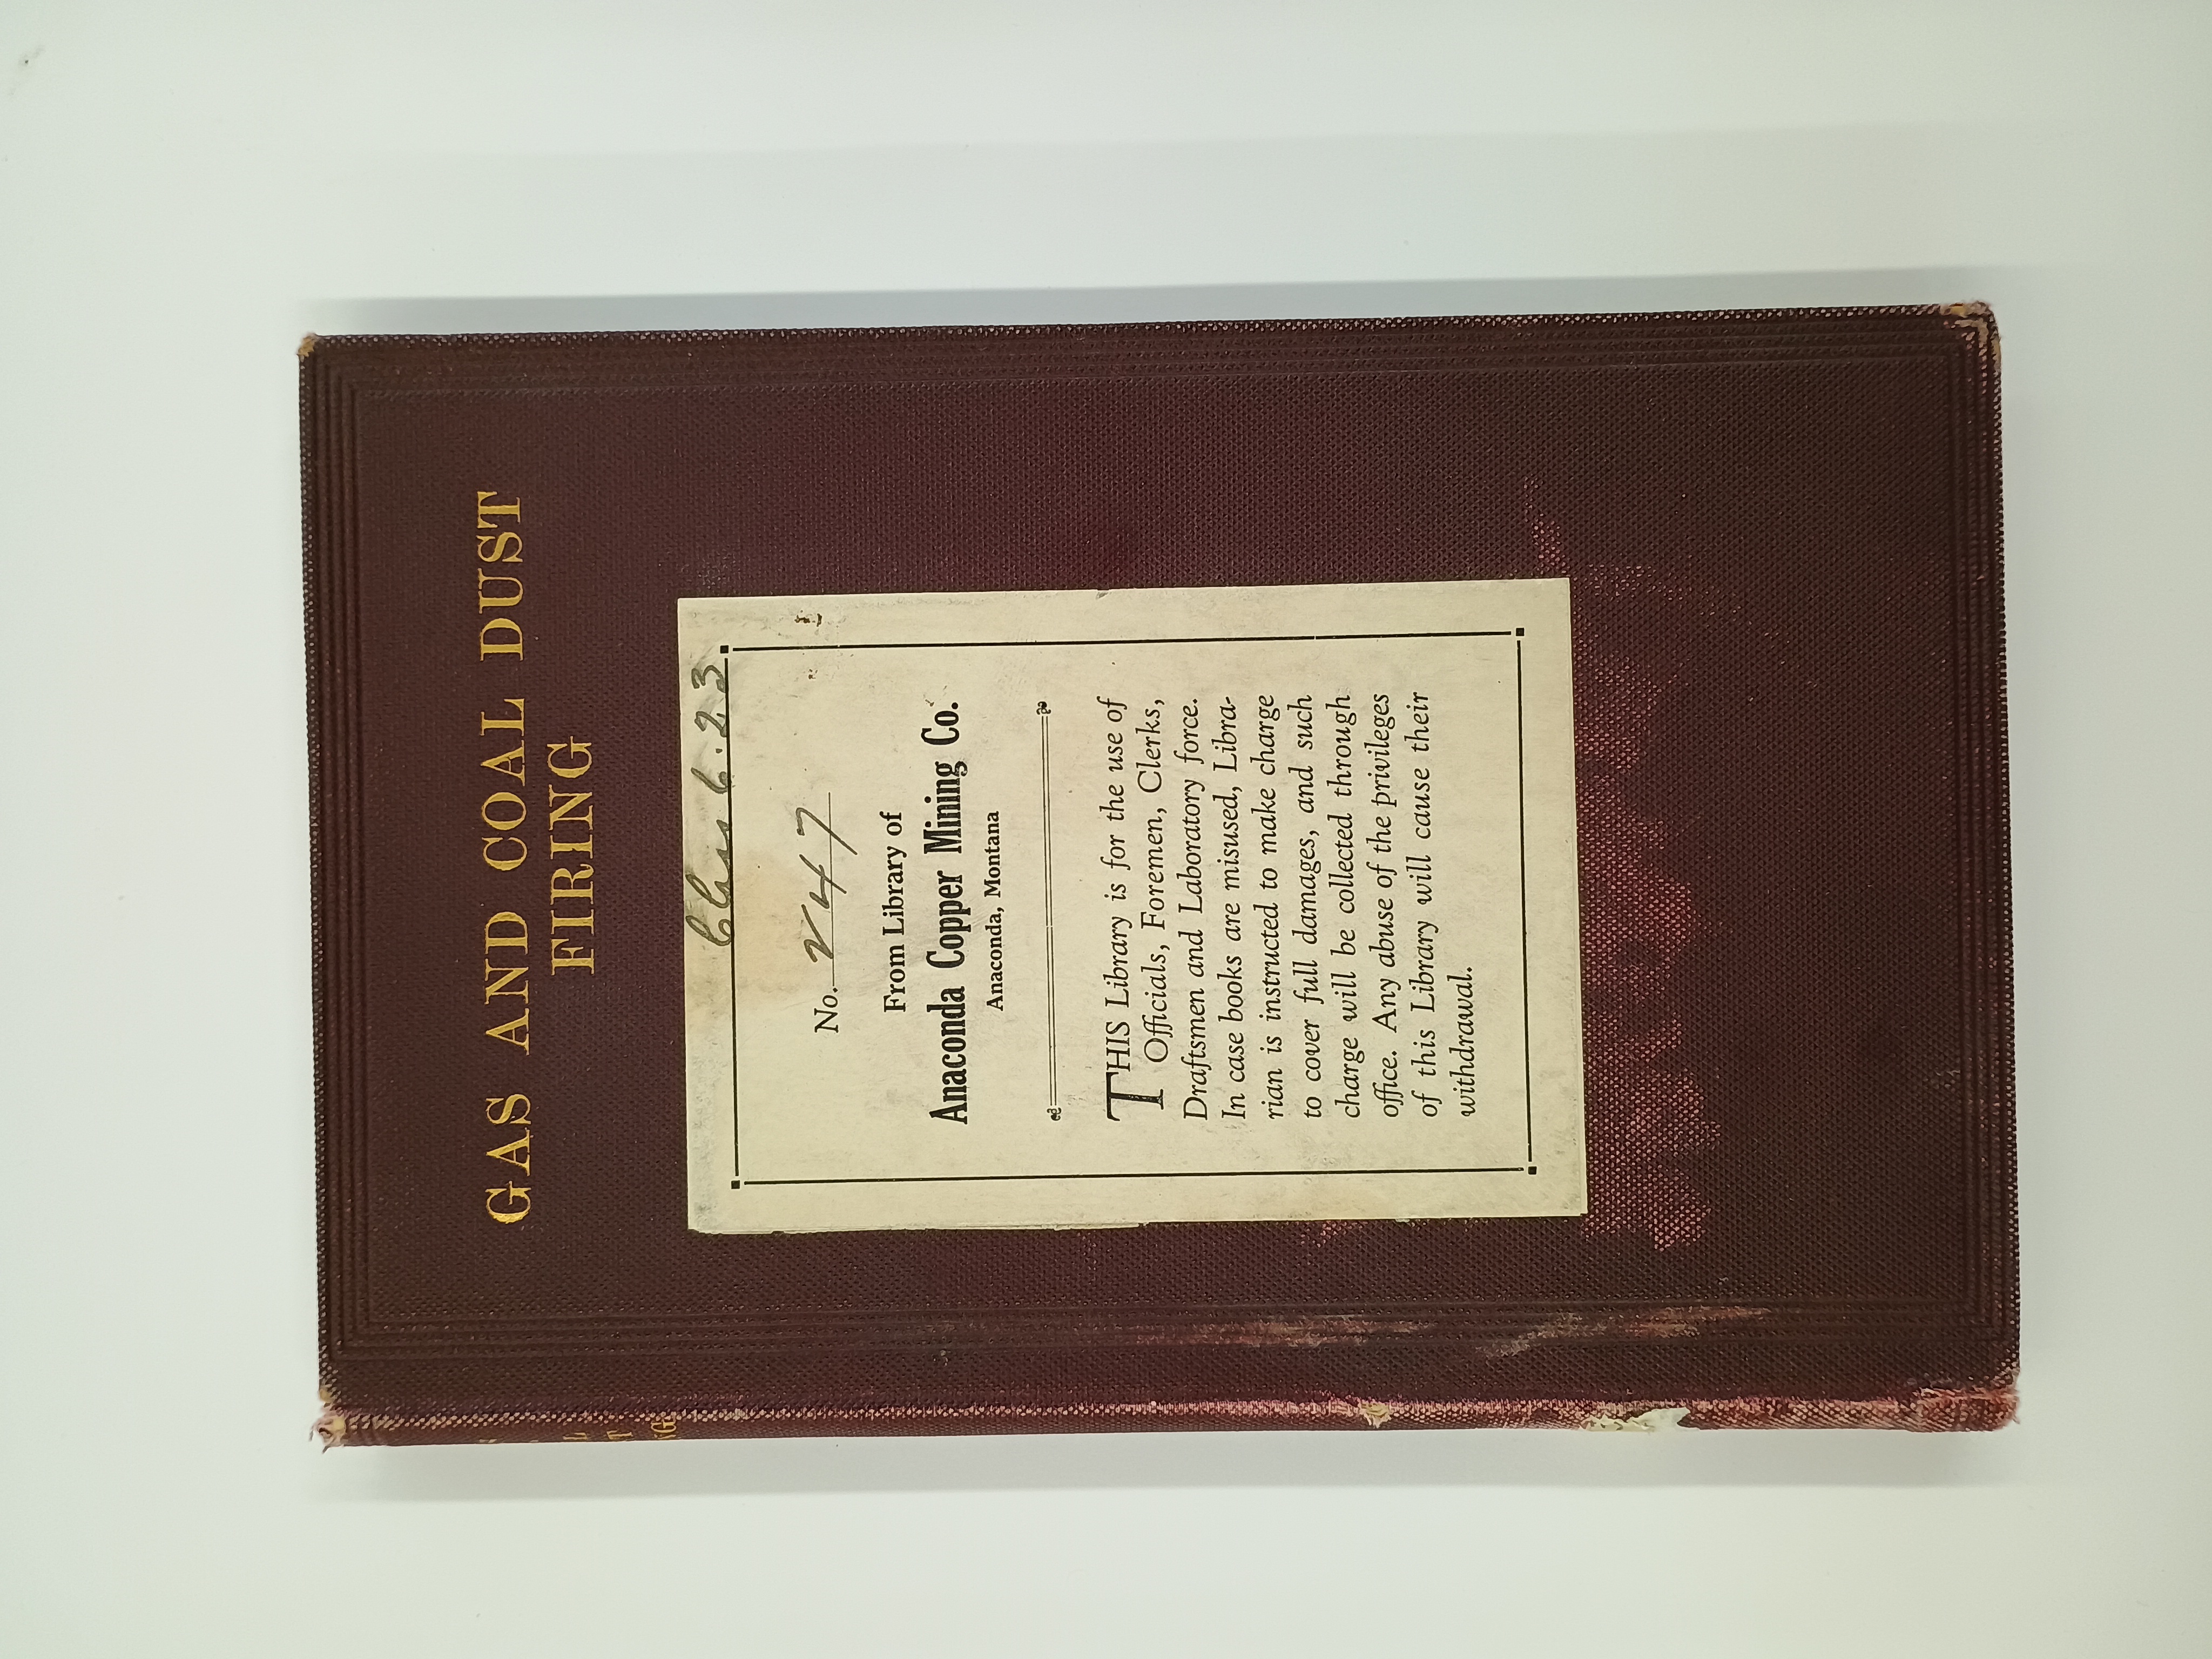 GAS AND COAL DUST
FIRING
Class 6.23
No. 247
From Library of
Anaconda Copper Mining Co.
Anaconda, Montana
THIS Library is for the use of
Officials, Foremen, Clerks,
Draftsmen and Laboratory force.
In case books are misused, Libra-
rian is instructed to make charge
to cover full damages, and such
charge will be collected through
office. Any abuse of the privileges
of this Library will cause their
withdrawal.